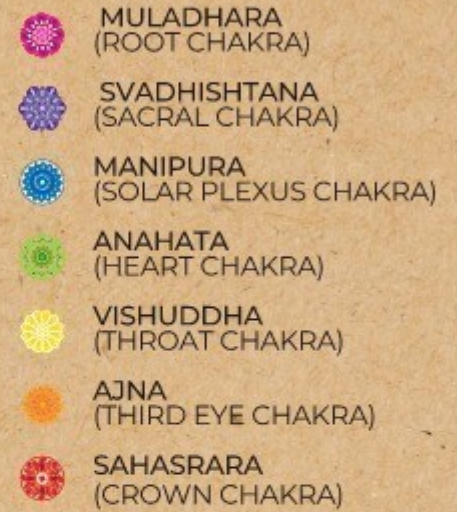 MULADHARA
(ROOT CHAKRA)
SVADHISHTANA
(SACRAL CHAKRA)
MANIPURA
(SOLAR PLEXUS CHAKRA)
ANAHATA
(HEART CHAKRA)
VISHUDDHA
(THROAT CHAKRA)
AJNA
(THIRD EYE CHAKRA)
SAHASRARA
(CROWN CHAKRA)